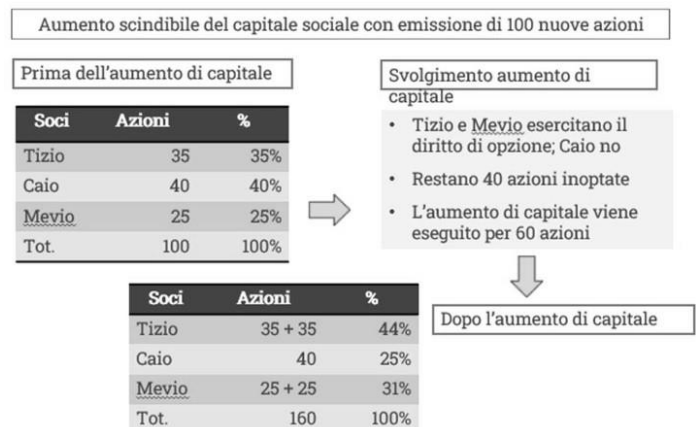 Aumento scindibile del capitale sociale con emissione di 100 nuove azioni
Prima dell'aumento di capitale
Soci Azioni %
Tizio 35 35%
Caio 40 40%
Mevio 25 25%
Tot. 100 100%
Svolgimento aumento di
capitale
• Tizio e Mevio esercitano il
diritto di opzione; Caio no
• Restano 40 azioni inoptate
• L'aumento di capitale viene
eseguito per 60 azioni
Dopo l'aumento di capitale
Soci Azioni %
Tizio 35 + 35 44%
Caio 40 25%
Mevio 25 + 25 31%
Tot. 160 100%